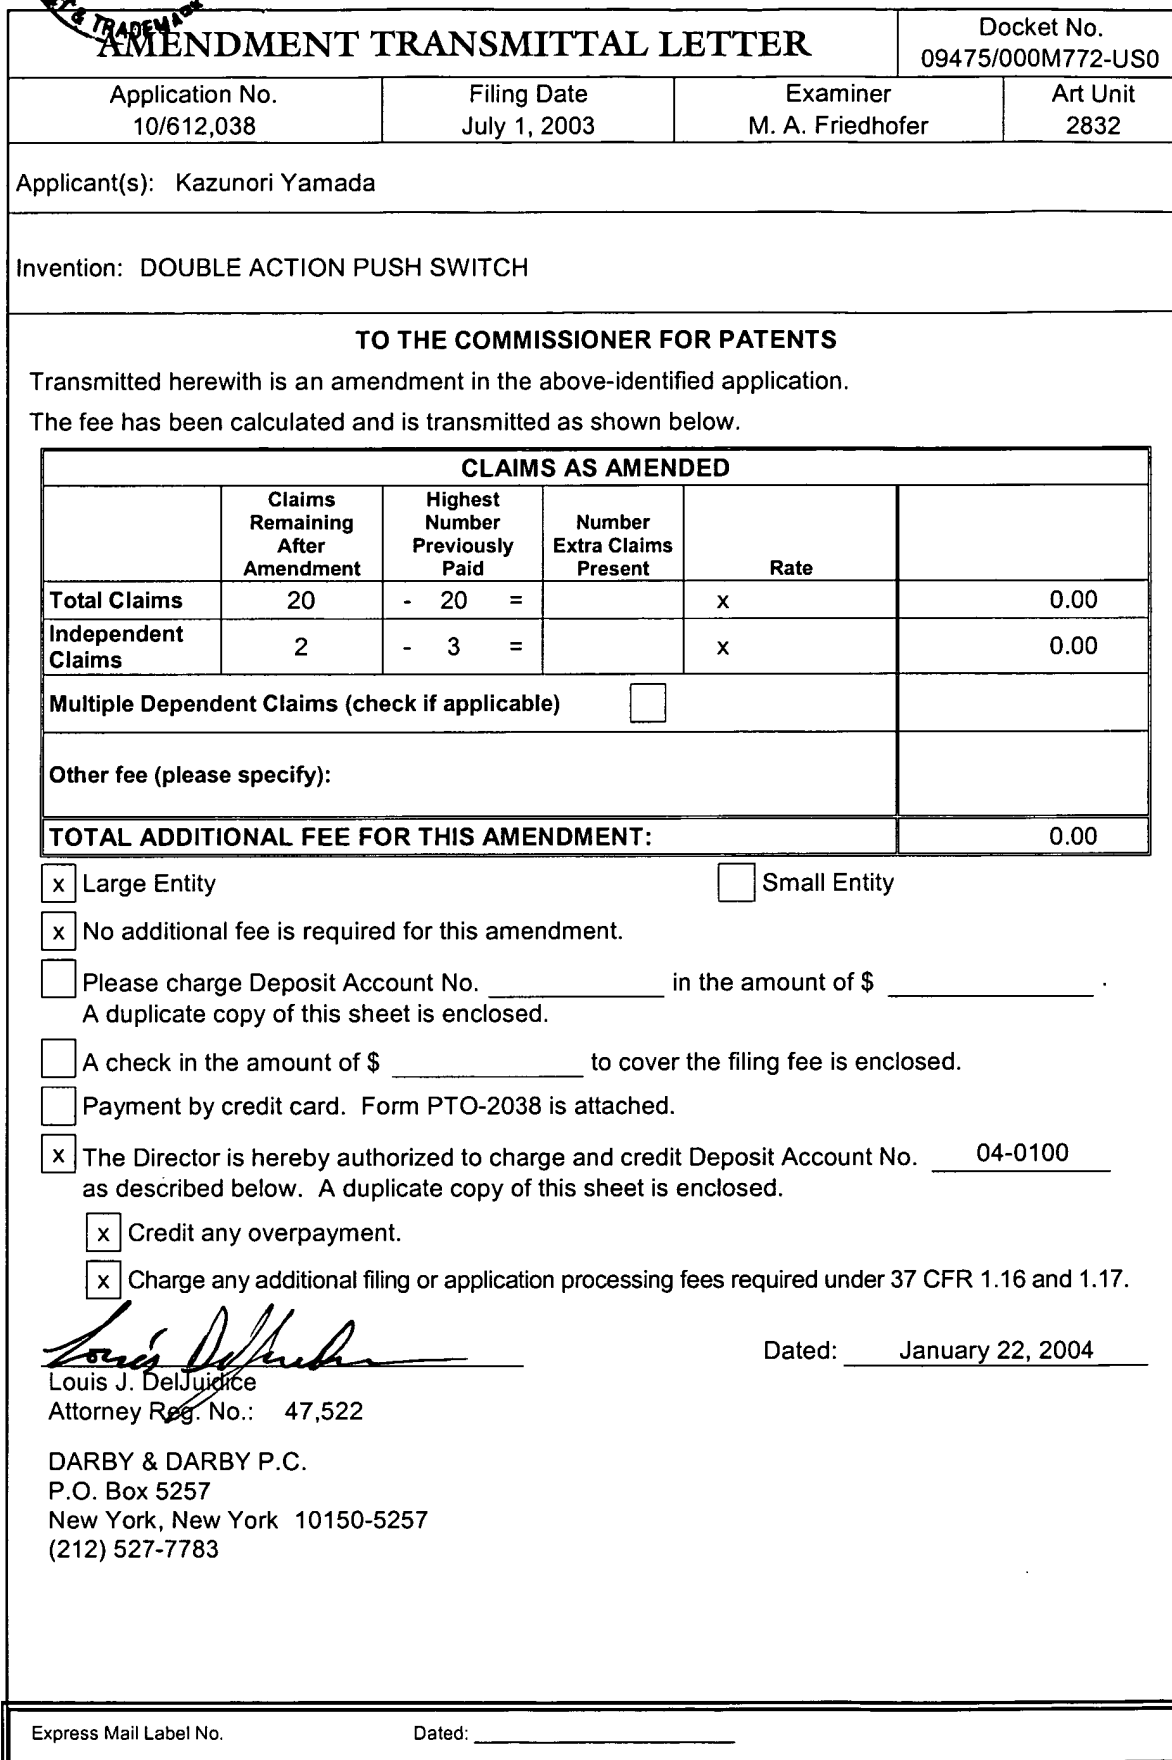 T & TRADEMA
AMENDMENT TRANSMITTAL LETTER
Docket No.
09475/000M772-US0
Application No.
10/612,038
Filing Date
July 1, 2003
Examiner
M. A. Friedhofer
Art Unit
2832
Applicant(s): Kazunori Yamada
Invention: DOUBLE ACTION PUSH SWITCH
TO THE COMMISSIONER FOR PATENTS
Transmitted herewith is an amendment in the above-identified application.
The fee has been calculated and is transmitted as shown below.
CLAIMS AS AMENDED
Claims
Remaining
After
Amendment
Highest
Number
Previously
Paid
Number
Extra Claims
Present
Rate
Total Claims 20 - 20 = x 0.00
Independent
Claims 2 - 3 = x 0.00
Multiple Dependent Claims (check if applicable)
Other fee (please specify):
TOTAL ADDITIONAL FEE FOR THIS AMENDMENT: 0.00
x Large Entity Small Entity
x No additional fee is required for this amendment.
Please charge Deposit Account No. ____________ in the amount of $ ____________ .
A duplicate copy of this sheet is enclosed.
A check in the amount of $ ____________ to cover the filing fee is enclosed.
Payment by credit card. Form PTO-2038 is attached.
x The Director is hereby authorized to charge and credit Deposit Account No. 04-0100
as described below. A duplicate copy of this sheet is enclosed.
x Credit any overpayment.
x Charge any additional filing or application processing fees required under 37 CFR 1.16 and 1.17.
Dated: January 22, 2004
Louis J. DelJuidice
Attorney Reg. No.: 47,522
DARBY & DARBY P.C.
P.O. Box 5257
New York, New York 10150-5257
(212) 527-7783
Express Mail Label No. Dated: ____________